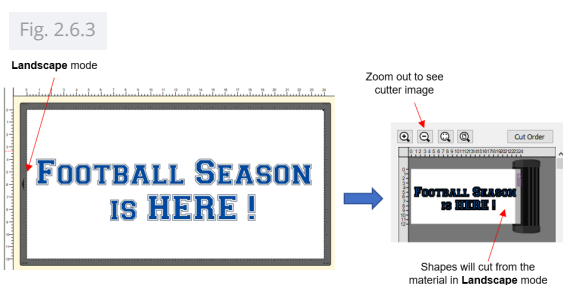 Fig. 2.6.3
Landscape mode
Zoom out to see
cutter image
Cut Order
FOOTBALL SEASON
IS HERE !
FOOTBALL SEASON
IS HERE !
Shapes will cut from the
material in Landscape mode